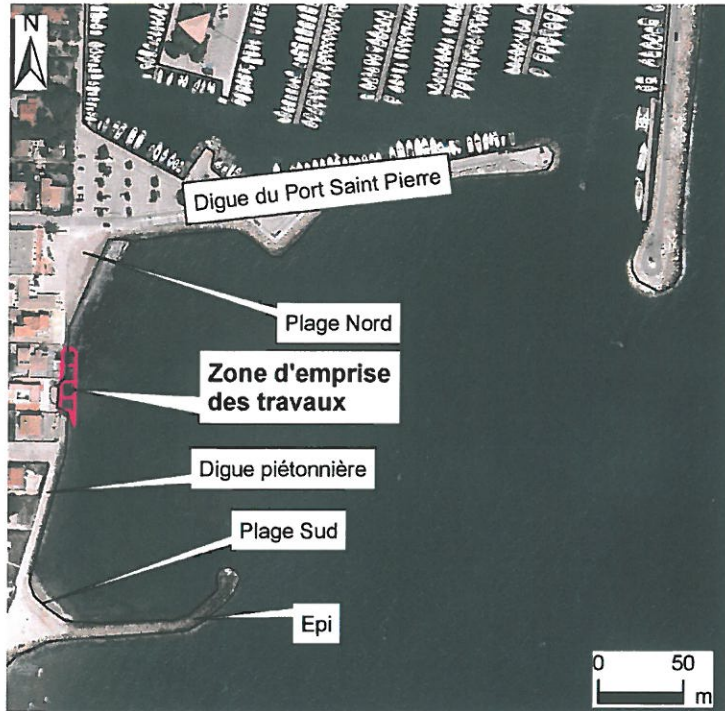 N
Digue du Port Saint Pierre
Plage Nord
Zone d'emprise
des travaux
Digue piétonnière
Plage Sud
Epi
0 50
m